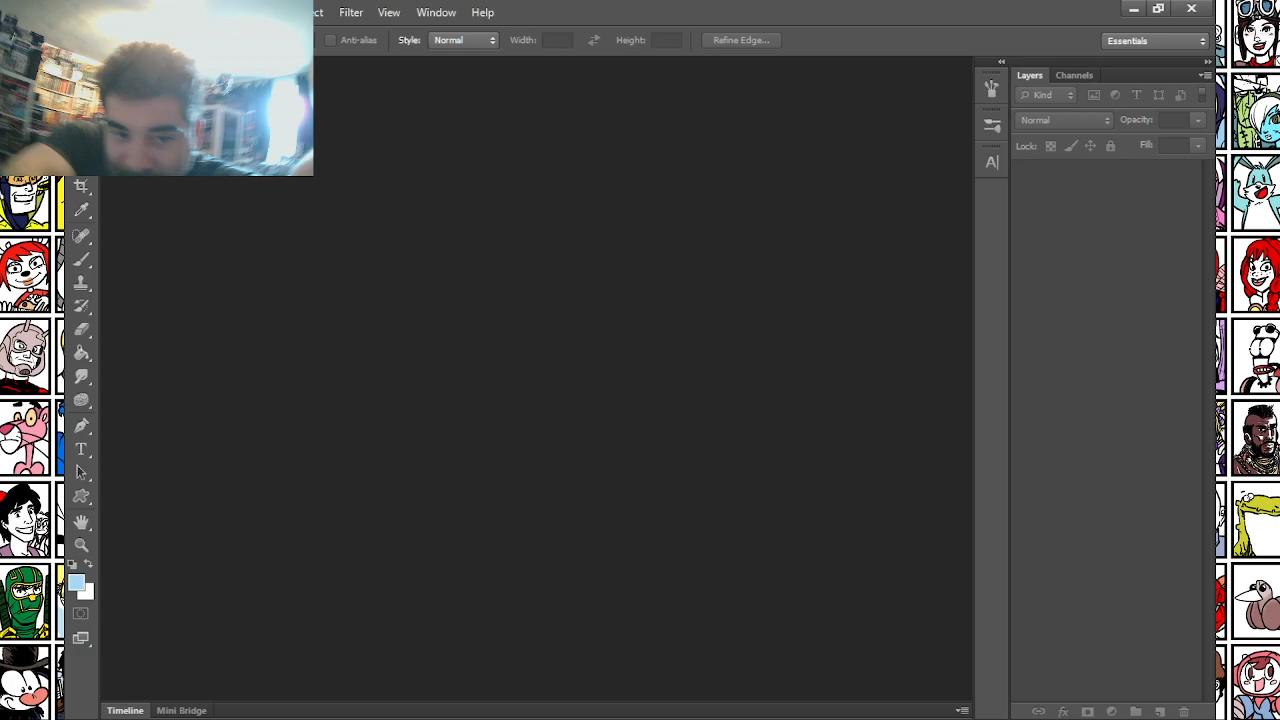 ct Filter View Window Help
Anti-alias Style: Normal Width: Height: Refine Edge... Essentials
Layers Channels
Kind
Normal Opacity:
Lock: Fill:
Timeline Mini Bridge